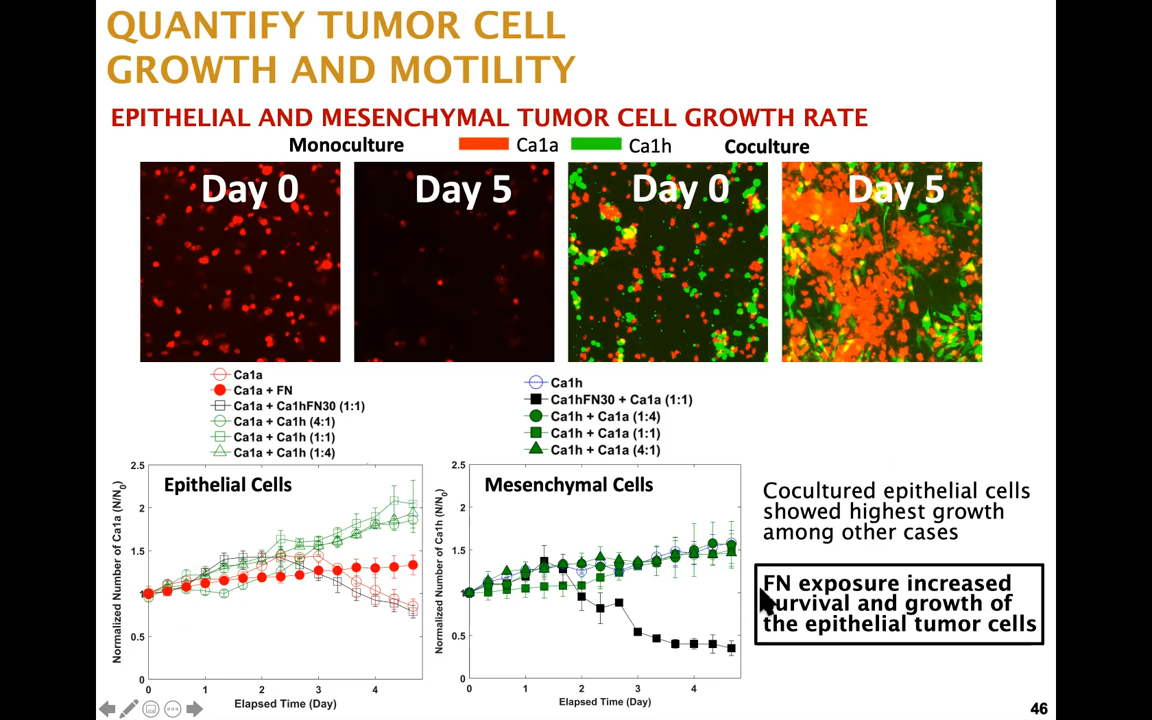 QUANTIFY TUMOR CELL
GROWTH AND MOTILITY
EPITHELIAL AND MESENCHYMAL TUMOR CELL GROWTH RATE
Monoculture
Ca1a
Ca1h
Coculture
Day 0
Day 5
Day 0
Day 5
Ca1a
Ca1a + FN
Ca1a + Ca1hFN30 (1:1)
Ca1a + Ca1h (4:1)
Ca1a + Ca1h (1:1)
Ca1a + Ca1h (1:4)
Ca1h
Ca1hFN30 + Ca1a (1:1)
Ca1h + Ca1a (1:4)
Ca1h + Ca1a (1:1)
Ca1h + Ca1a (4:1)
Epithelial Cells
Normalized Number of Ca1a (N/N0)
2.5
2
1.5
1
0.5
0
0 1 2 3 4
Elapsed Time (Day)
Mesenchymal Cells
Normalized Number of Ca1h (N/N0)
2.5
2
1.5
1
0.5
0
0 1 2 3 4
Elapsed Time (Day)
Cocultured epithelial cells
showed highest growth
among other cases
FN exposure increased
survival and growth of
the epithelial tumor cells
46